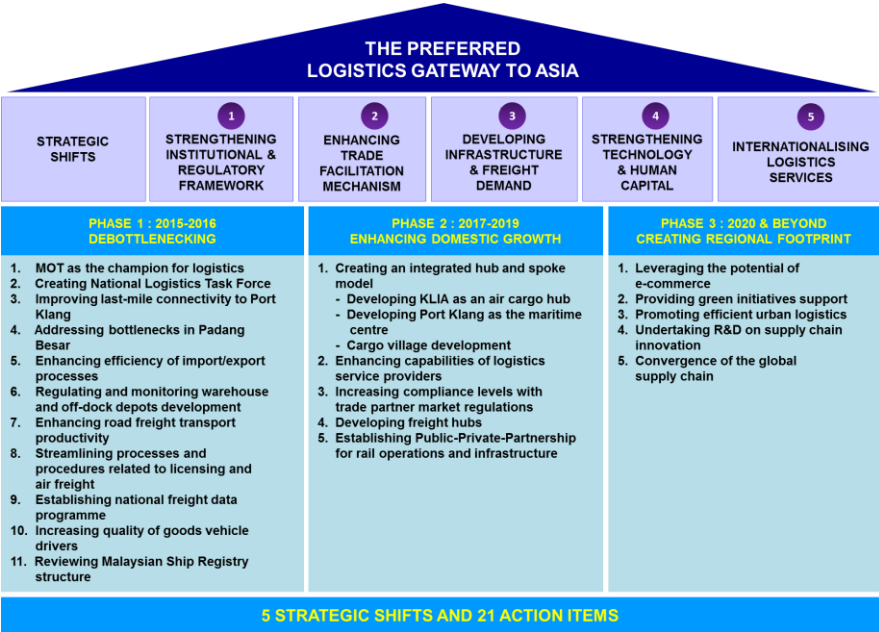 THE PREFERRED
LOGISTICS GATEWAY TO ASIA
STRATEGIC
SHIFTS
1
STRENGTHENING
INSTITUTIONAL &
REGULATORY
FRAMEWORK
2
ENHANCING
TRADE
FACILITATION
MECHANISM
3
DEVELOPING
INFRASTRUCTURE
& FREIGHT
DEMAND
4
STRENGTHENING
TECHNOLOGY
& HUMAN
CAPITAL
5
INTERNATIONALISING
LOGISTICS
SERVICES
PHASE 1 : 2015-2016
DEBOTTLENECKING
1. MOT as the champion for logistics
2. Creating National Logistics Task Force
3. Improving last-mile connectivity to Port
Klang
4. Addressing bottlenecks in Padang
Besar
5. Enhancing efficiency of import/export
processes
6. Regulating and monitoring warehouse
and off-dock depots development
7. Enhancing road freight transport
productivity
8. Streamlining processes and
procedures related to licensing and
air freight
9. Establishing national freight data
programme
10. Increasing quality of goods vehicle
drivers
11. Reviewing Malaysian Ship Registry
structure
PHASE 2 : 2017-2019
ENHANCING DOMESTIC GROWTH
1. Creating an integrated hub and spoke
model
- Developing KLIA as an air cargo hub
- Developing Port Klang as the maritime
centre
- Cargo village development
2. Enhancing capabilities of logistics
service providers
3. Increasing compliance levels with
trade partner market regulations
4. Developing freight hubs
5. Establishing Public-Private-Partnership
for rail operations and infrastructure
PHASE 3 : 2020 & BEYOND
CREATING REGIONAL FOOTPRINT
1. Leveraging the potential of
e-commerce
2. Providing green initiatives support
3. Promoting efficient urban logistics
4. Undertaking R&D on supply chain
innovation
5. Convergence of the global
supply chain
5 STRATEGIC SHIFTS AND 21 ACTION ITEMS